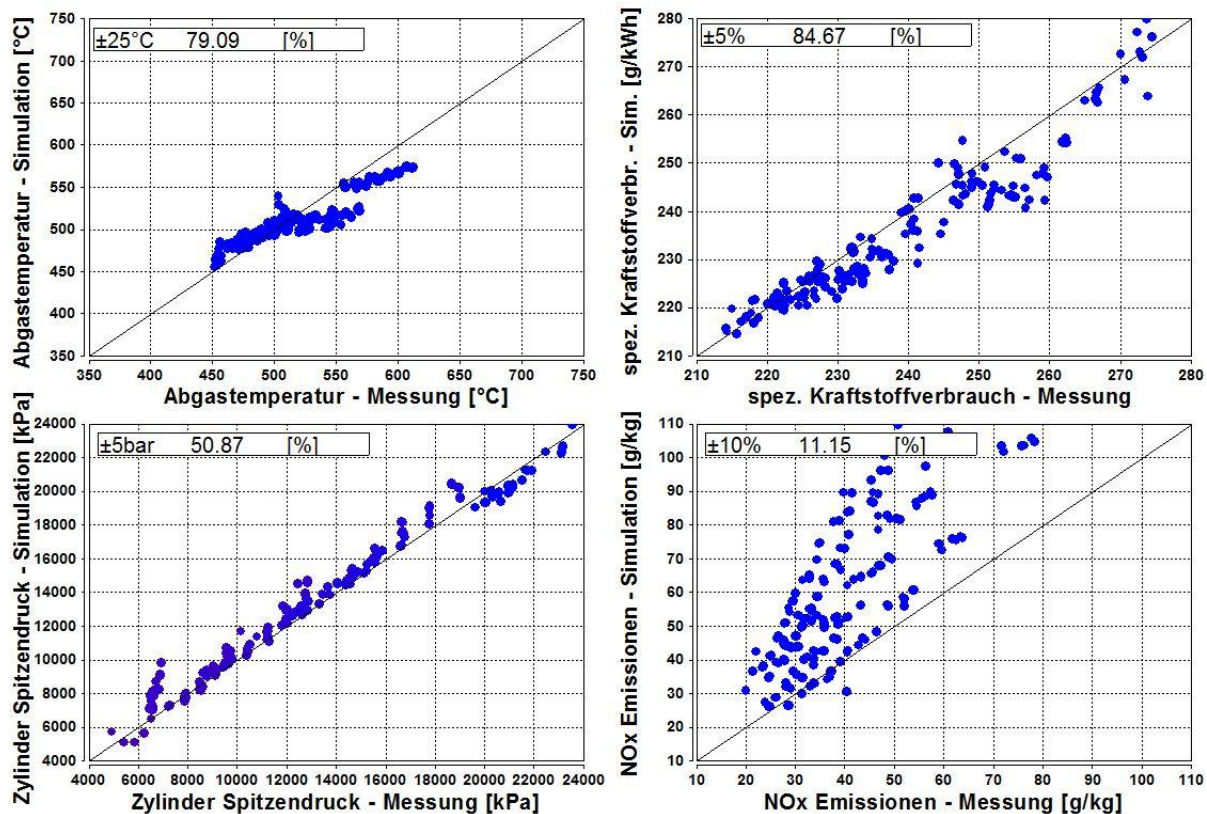 Abgastemperatur - Simulation [°C]
±25°C 79.09 [%]
750
700
650
600
550
500
450
400
350
350 400 450 500 550 600 650 700 750
Abgastemperatur - Messung [°C]
spez. Kraftstoffverbr. - Sim. [g/kWh]
±5% 84.67 [%]
280
270
260
250
240
230
220
210
210 220 230 240 250 260 270 280
spez. Kraftstoffverbrauch - Messung
Zylinder Spitzendruck - Simulation [kPa]
±5bar 50.87 [%]
24000
22000
20000
18000
16000
14000
12000
10000
8000
6000
4000
4000 6000 8000 10000 12000 14000 16000 18000 20000 22000 24000
Zylinder Spitzendruck - Messung [kPa]
NOx Emissionen - Simulation [g/kg]
±10% 11.15 [%]
110
100
90
80
70
60
50
40
30
20
10
10 20 30 40 50 60 70 80 90 100 110
NOx Emissionen - Messung [g/kg]